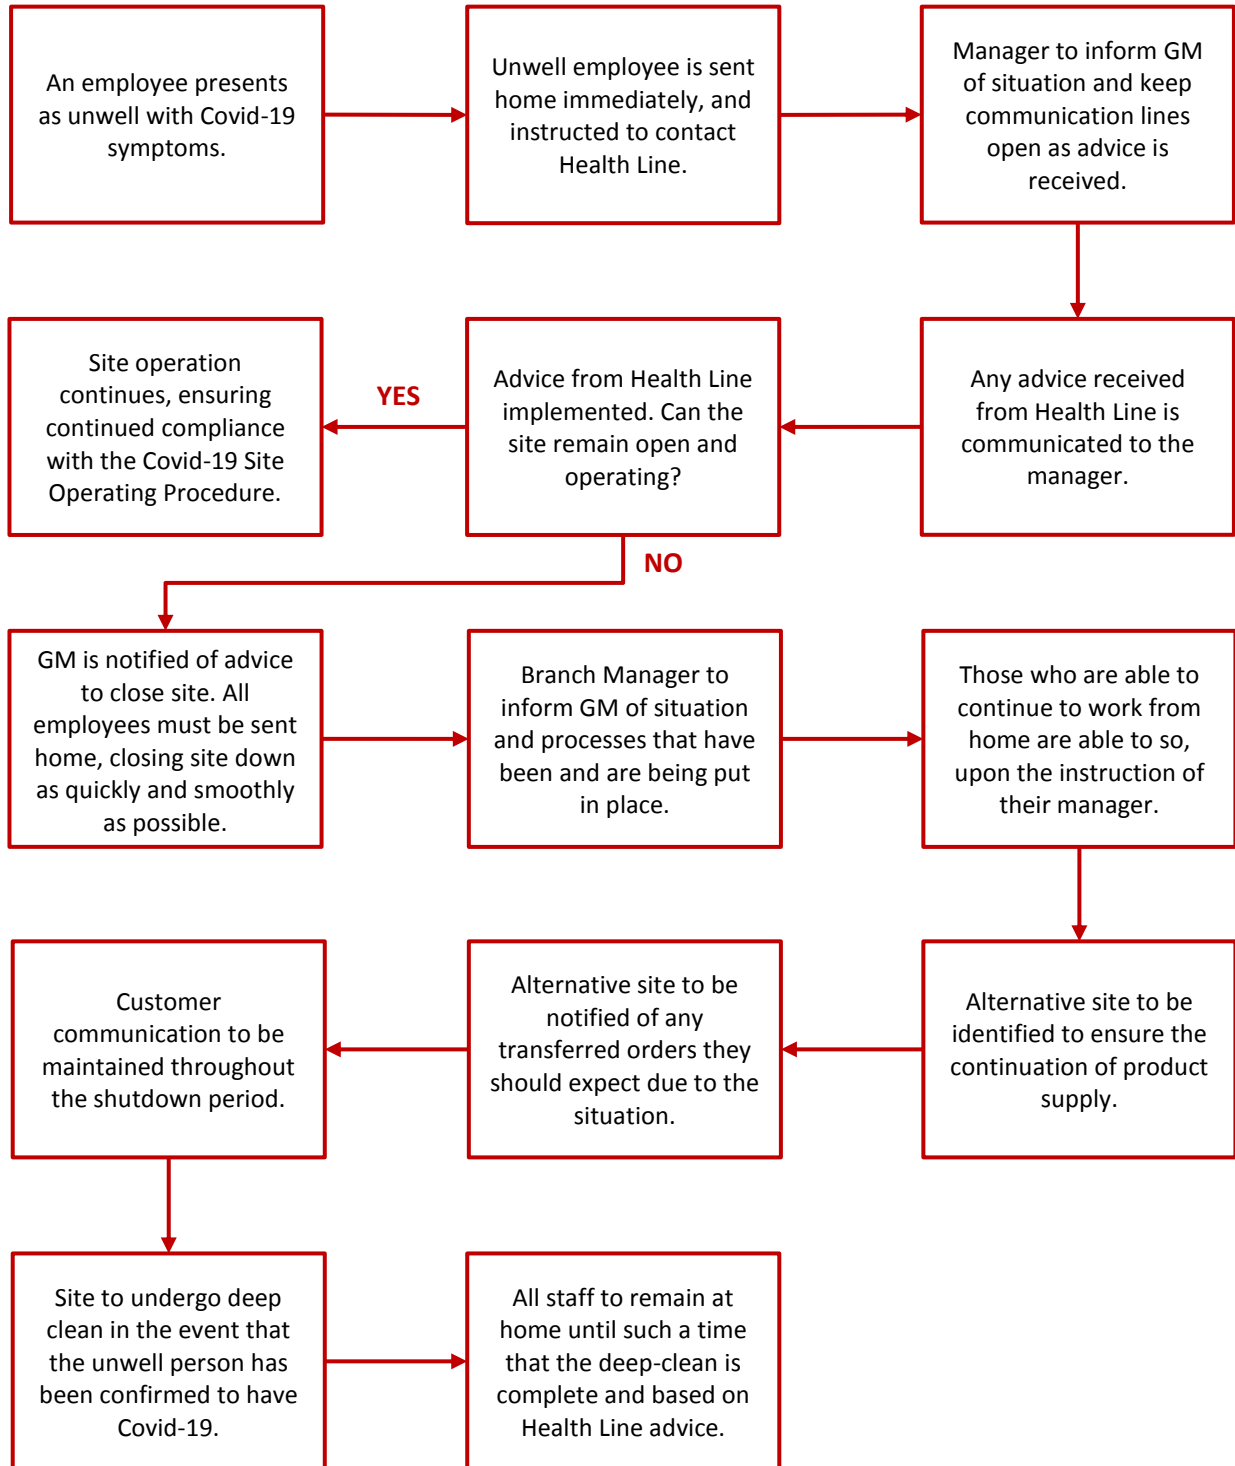 An employee presents
as unwell with Covid-19
symptoms.
Unwell employee is sent
home immediately, and
instructed to contact
Health Line.
Manager to inform GM
of situation and keep
communication lines
open as advice is
received.
Any advice received
from Health Line is
communicated to the
manager.
Advice from Health Line
implemented. Can the
site remain open and
operating?
YES
Site operation
continues, ensuring
continued compliance
with the Covid-19 Site
Operating Procedure.
NO
GM is notified of advice
to close site. All
employees must be sent
home, closing site down
as quickly and smoothly
as possible.
Branch Manager to
inform GM of situation
and processes that have
been and are being put
in place.
Those who are able to
continue to work from
home are able to so,
upon the instruction of
their manager.
Alternative site to be
identified to ensure the
continuation of product
supply.
Alternative site to be
notified of any
transferred orders they
should expect due to the
situation.
Customer
communication to be
maintained throughout
the shutdown period.
Site to undergo deep
clean in the event that
the unwell person has
been confirmed to have
Covid-19.
All staff to remain at
home until such a time
that the deep-clean is
complete and based on
Health Line advice.